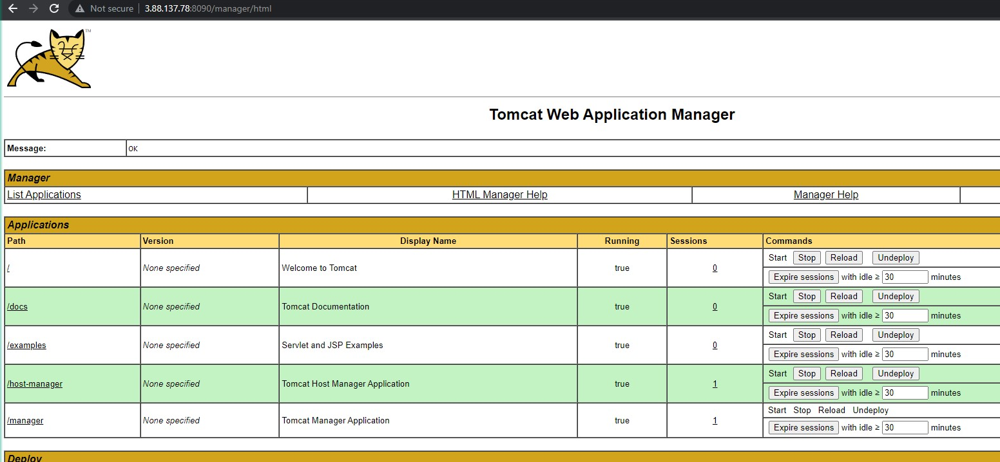 Not secure | 3.88.137.78:8090/manager/html
TM
Tomcat Web Application Manager
Message: OK
Manager
List Applications HTML Manager Help Manager Help
Applications
Path Version Display Name Running Sessions Commands
/ None specified Welcome to Tomcat true 0 Start Stop Reload Undeploy
Expire sessions with idle ≥ 30 minutes
/docs None specified Tomcat Documentation true 0 Start Stop Reload Undeploy
Expire sessions with idle ≥ 30 minutes
/examples None specified Servlet and JSP Examples true 0 Start Stop Reload Undeploy
Expire sessions with idle ≥ 30 minutes
/host-manager None specified Tomcat Host Manager Application true 1 Start Stop Reload Undeploy
Expire sessions with idle ≥ 30 minutes
/manager None specified Tomcat Manager Application true 1 Start Stop Reload Undeploy
Expire sessions with idle ≥ 30 minutes
Deploy